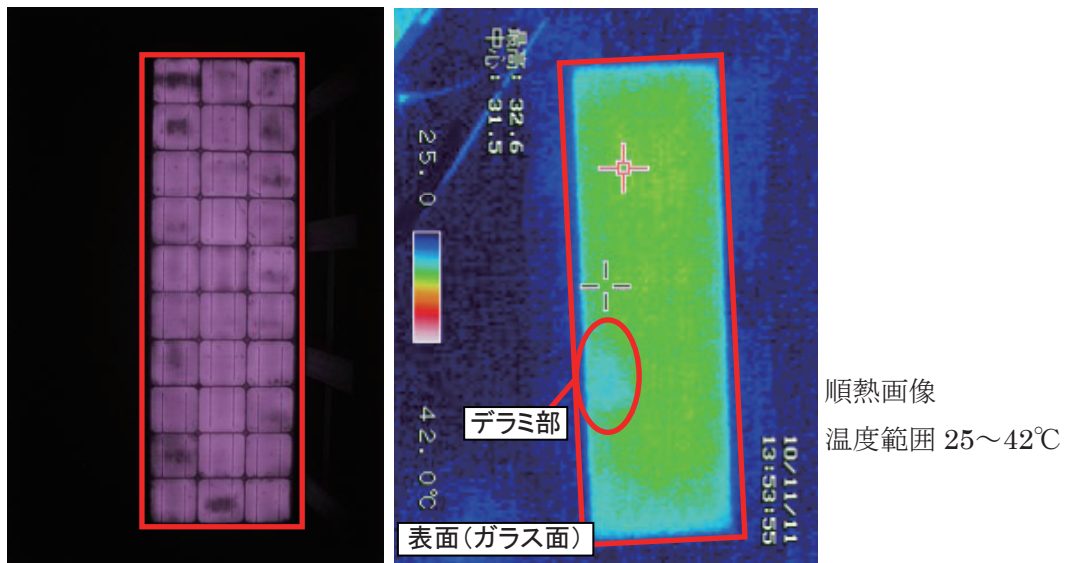 最高: 32.6
中心: 31.5
25.0
42.0℃
デラミ部
表面(ガラス面)
10/11/11
13:53:55
順熱画像
温度範囲 25～42℃